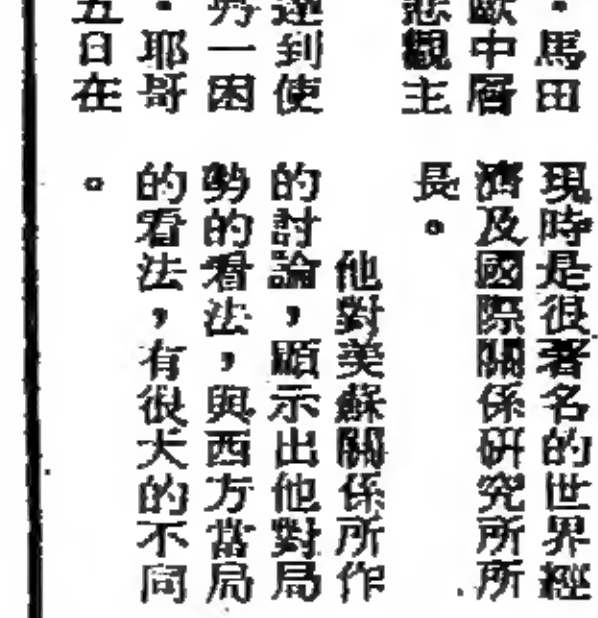 ・馬田
歐中層
悲觀主
達到使
另一困
・耶哥
五日在
現時是很著名的世界經
濟及國際關係研究所所
長。
他對美蘇關係所作
的討論，顯示出他對局
勢的看法，與西方當局
的看法，有很大的不同
。